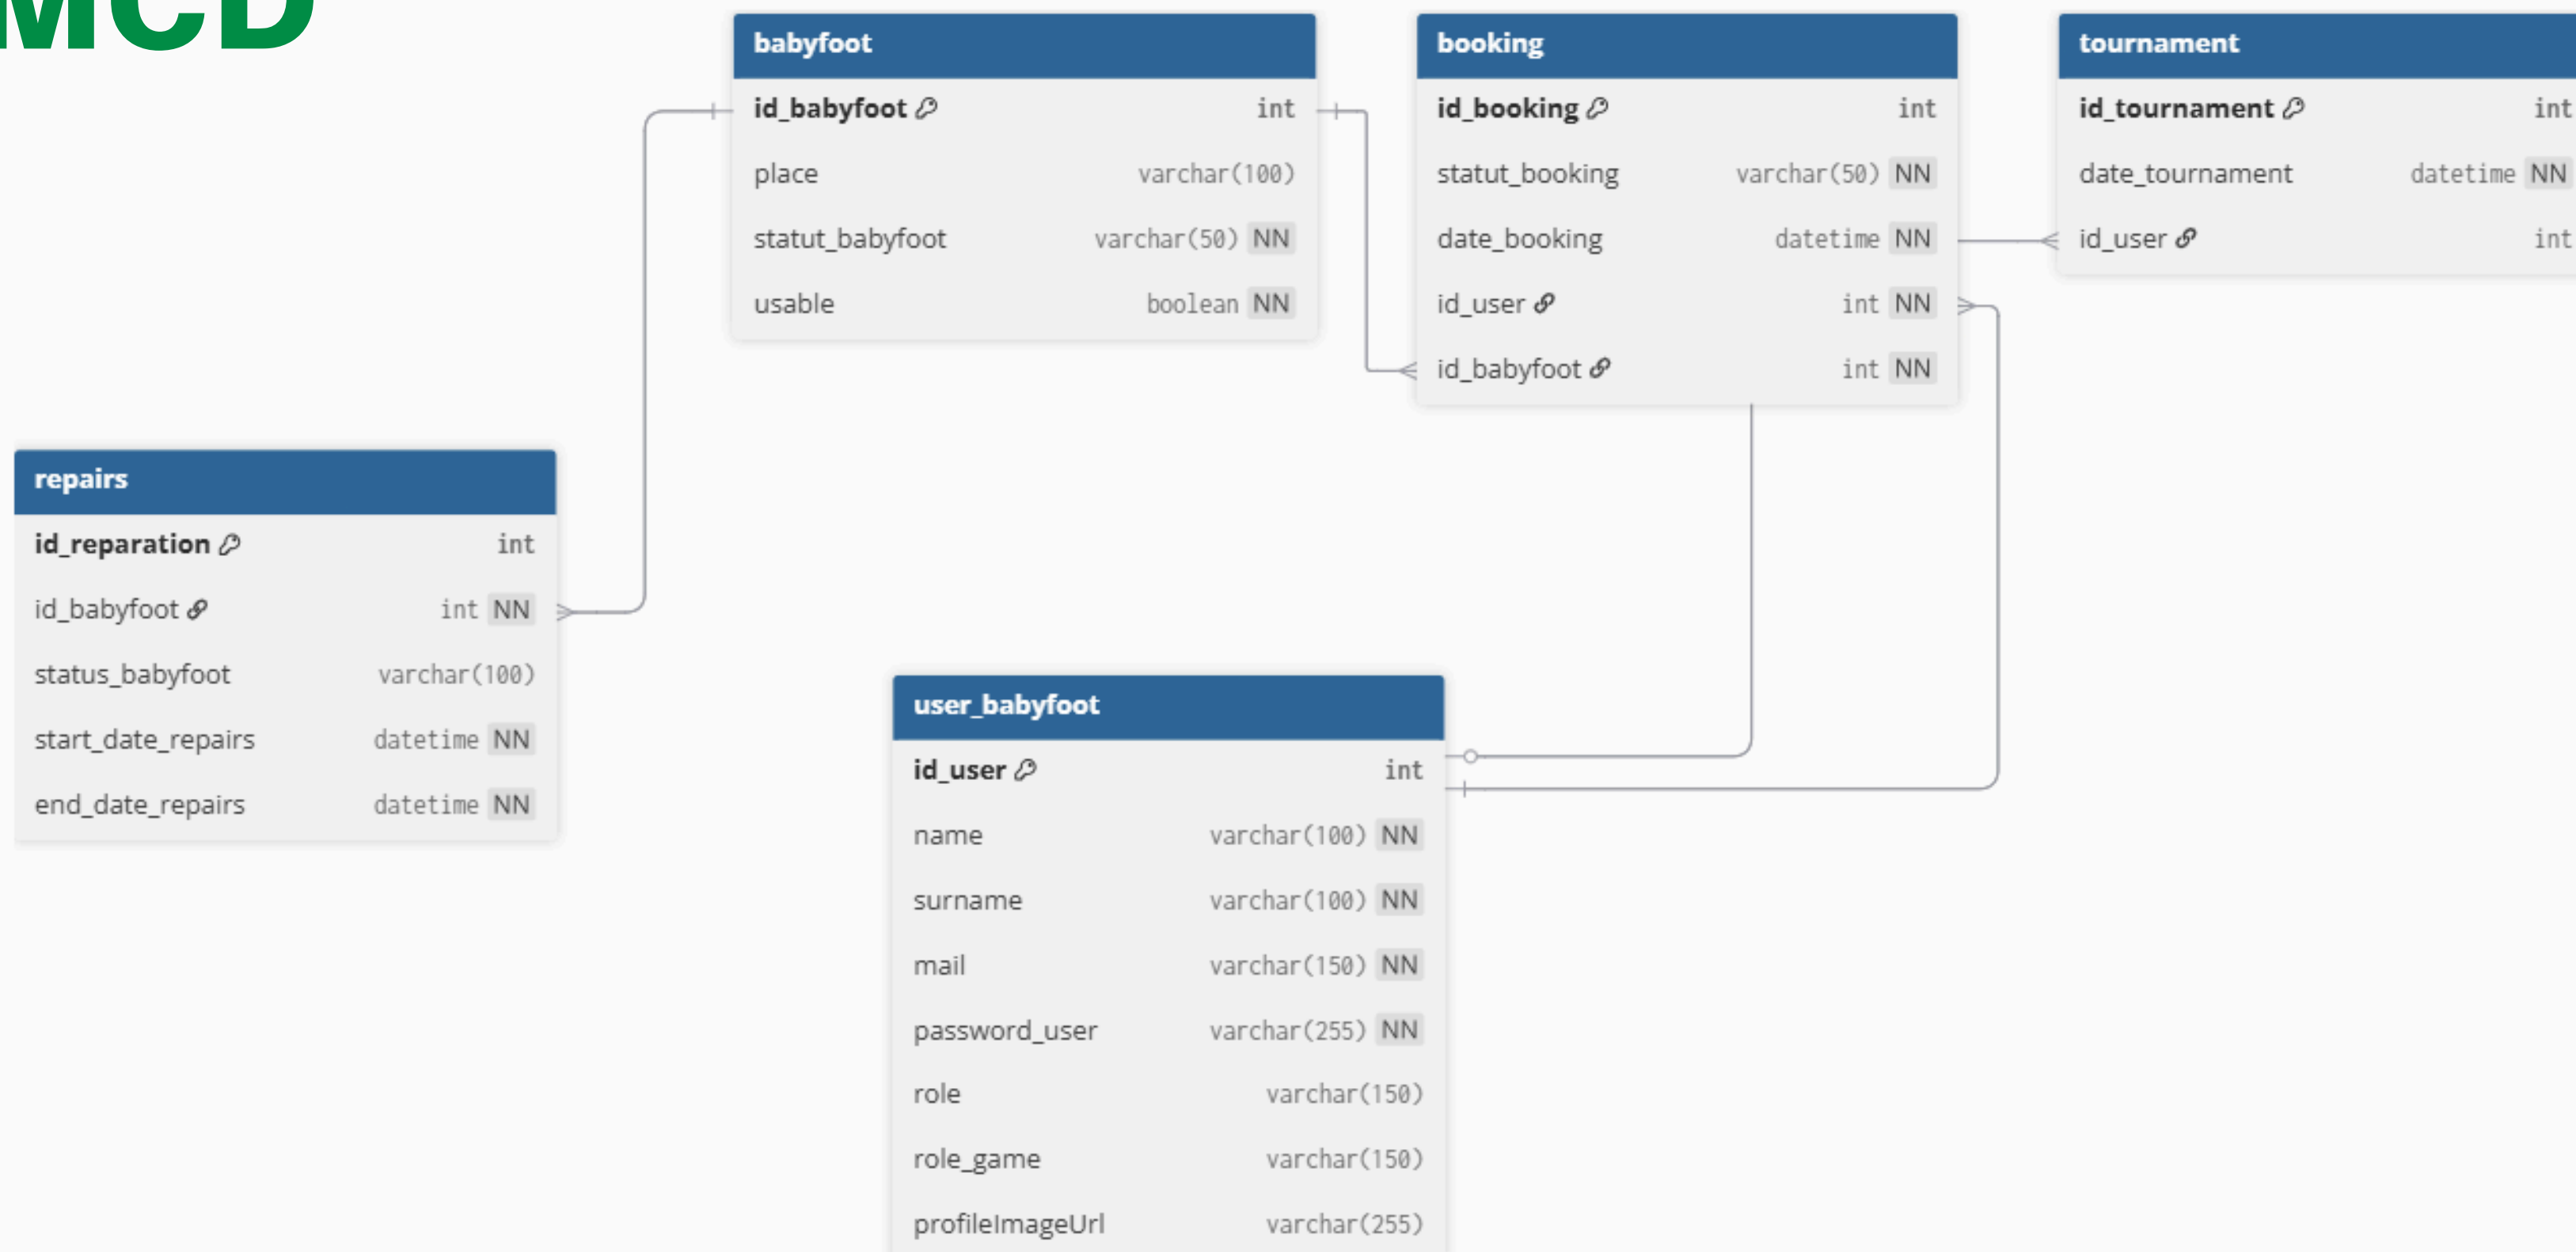 MCD
babyfoot
id_babyfoot int
place varchar(100)
statut_babyfoot varchar(50) NN
usable boolean NN
booking
id_booking int
statut_booking varchar(50) NN
date_booking datetime NN
id_user int NN
id_babyfoot int NN
tournament
id_tournament int
date_tournament datetime NN
id_user int
repairs
id_reparation int
id_babyfoot int NN
status_babyfoot varchar(100)
start_date_repairs datetime NN
end_date_repairs datetime NN
user_babyfoot
id_user int
name varchar(100) NN
surname varchar(100) NN
mail varchar(150) NN
password_user varchar(255) NN
role varchar(150)
role_game varchar(150)
profileImageUrl varchar(255)